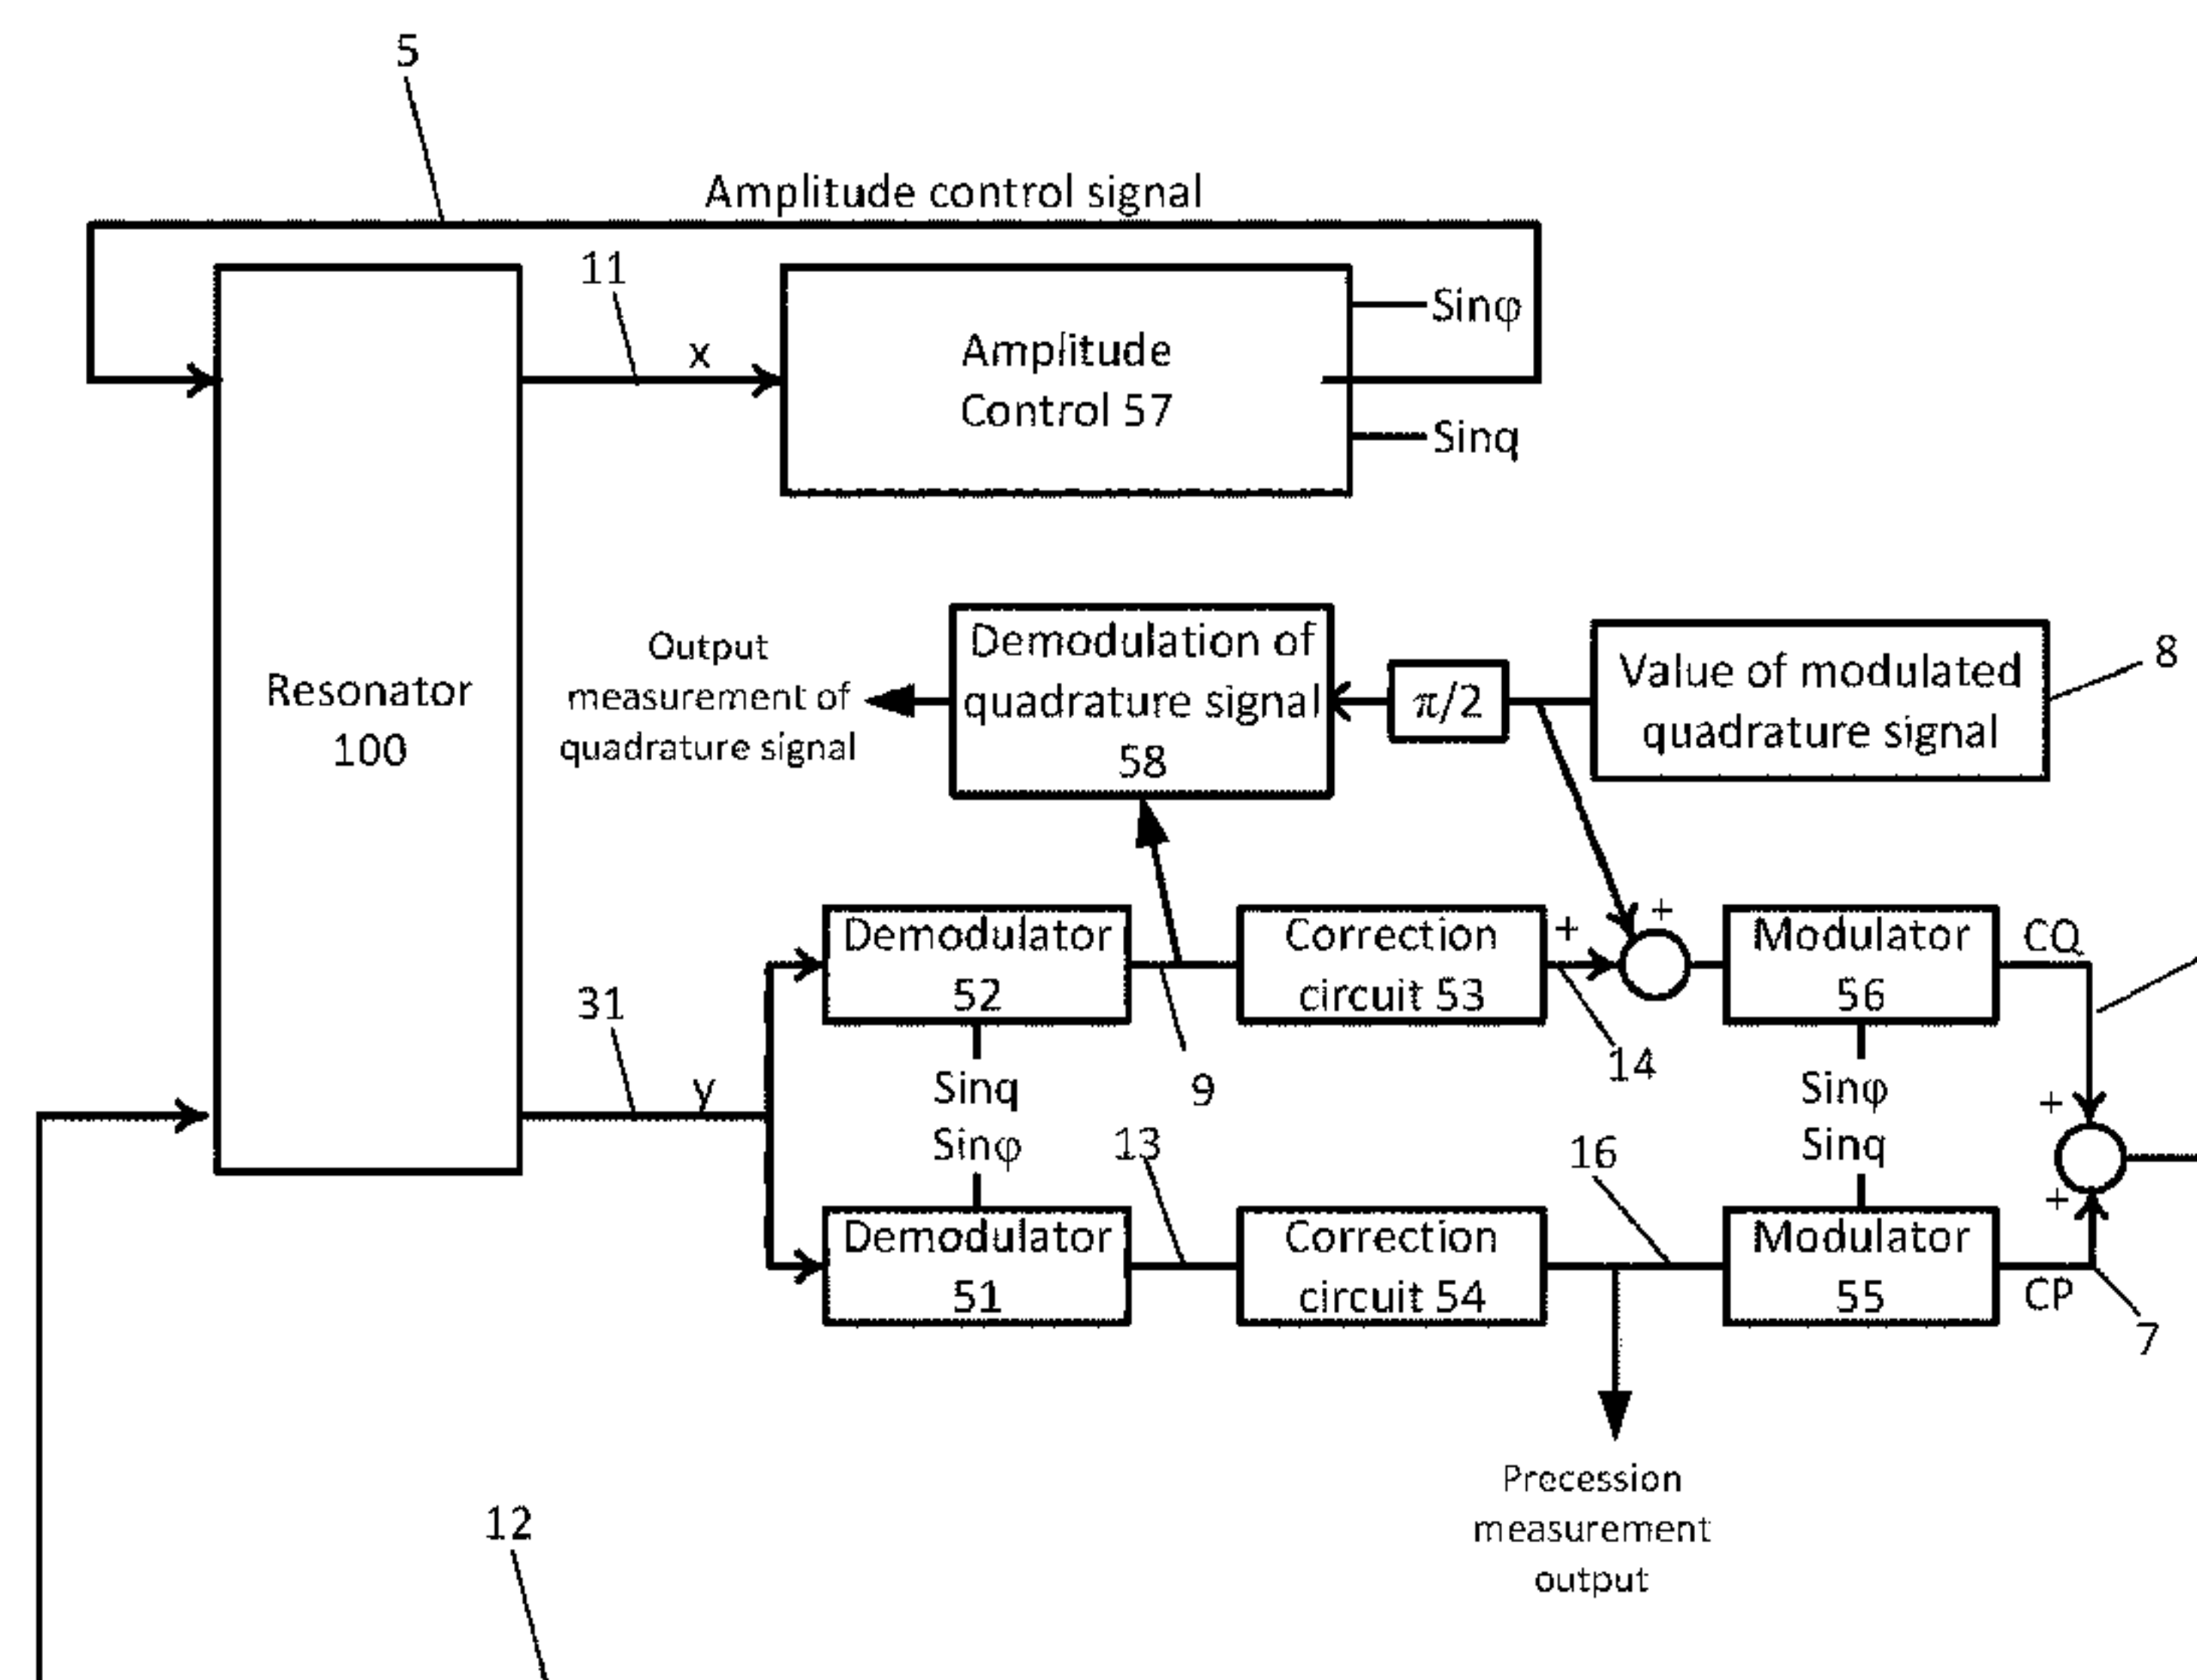 5
Amplitude control signal
11
x
Sinφ
Amplitude
Control 57
Sinq
Resonator
100
Output
measurement of
quadrature signal
Demodulation of
quadrature signal
58
π/2
Value of modulated
quadrature signal
8
31
y
Demodulator
52
Sinq
9
Correction
circuit 53
+
+
14
Modulator
56
Sinφ
CQ
+
Sinφ
Demodulator
51
13
Correction
circuit 54
16
Sinq
Modulator
55
CP
+
7
Precession
measurement
output
12